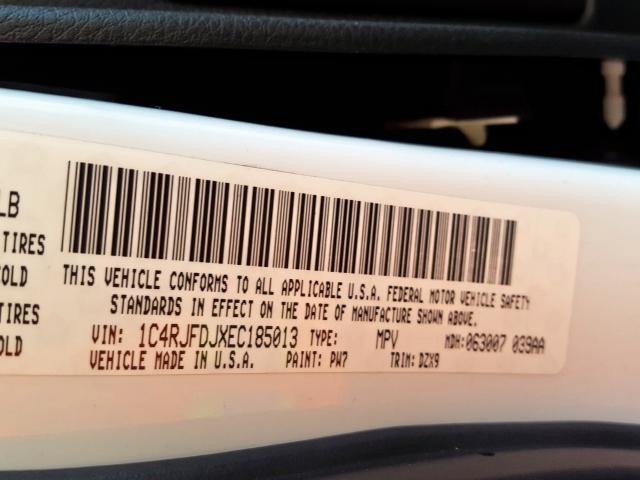 LB
TIRES
OLD
TIRES
OLD
THIS VEHICLE CONFORMS TO ALL APPLICABLE U.S.A. FEDERAL MOTOR VEHICLE SAFETY
STANDARDS IN EFFECT ON THE DATE OF MANUFACTURE SHOWN ABOVE.
VIN: 1C4RJFDJXEC185013 TYPE: MPV MDH: 063007 039AA
VEHICLE MADE IN U.S.A. PAINT: PW7 TRIM: DZX9